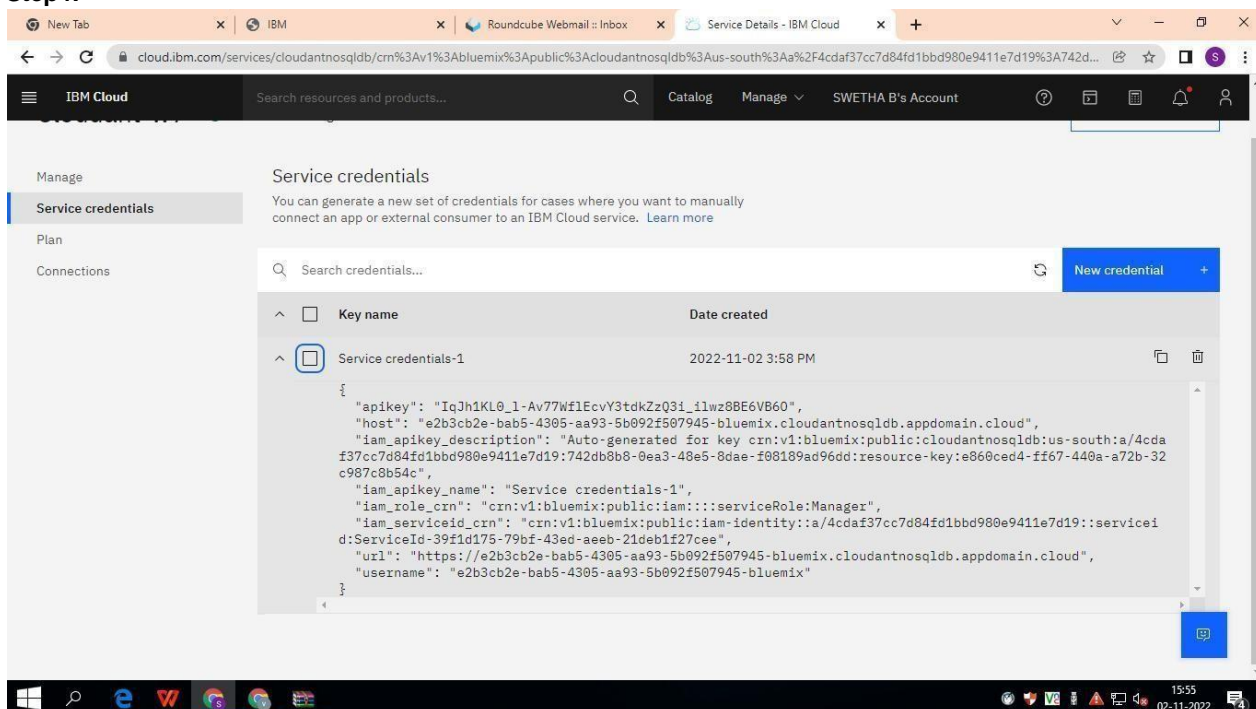 New Tab
IBM
Roundcube Webmail :: Inbox
Service Details - IBM Cloud
cloud.ibm.com/services/cloudantnosqldb/crn%3Av1%3Abluemix%3Apublic%3Acloudantnosqldb%3Aus-south%3Aa%2F4cdaf37cc7d84fd1bbd980e9411e7d19%3A742d...
S
IBM Cloud
Search resources and products...
Catalog
Manage
SWETHA B's Account
Manage
Service credentials
Plan
Connections
Service credentials
You can generate a new set of credentials for cases where you want to manually
connect an app or external consumer to an IBM Cloud service. Learn more
Search credentials...
New credential +
Key name
Date created
Service credentials-1
2022-11-02 3:58 PM
{
"apikey": "IqJh1KL0_l-Av77WflEcvY3tdkZzQ3i_ilwz8BE6VB6O",
"host": "e2b3cb2e-bab5-4305-aa93-5b092f507945-bluemix.cloudantnosqldb.appdomain.cloud",
"iam_apikey_description": "Auto-generated for key crn:v1:bluemix:public:cloudantnosqldb:us-south:a/4cda
f37cc7d84fd1bbd980e9411e7d19:742db8b8-0ea3-48e5-8dae-f08189ad96dd:resource-key:e860ced4-ff67-440a-a72b-32
c987c8b54c",
"iam_apikey_name": "Service credentials-1",
"iam_role_crn": "crn:v1:bluemix:public:iam::::serviceRole:Manager",
"iam_serviceid_crn": "crn:v1:bluemix:public:iam-identity::a/4cdaf37cc7d84fd1bbd980e9411e7d19::servicei
d:ServiceId-39f1d175-79bf-43ed-aeeb-21deb1f27cee",
"url": "https://e2b3cb2e-bab5-4305-aa93-5b092f507945-bluemix.cloudantnosqldb.appdomain.cloud",
"username": "e2b3cb2e-bab5-4305-aa93-5b092f507945-bluemix"
}
15:55
02-11-2022